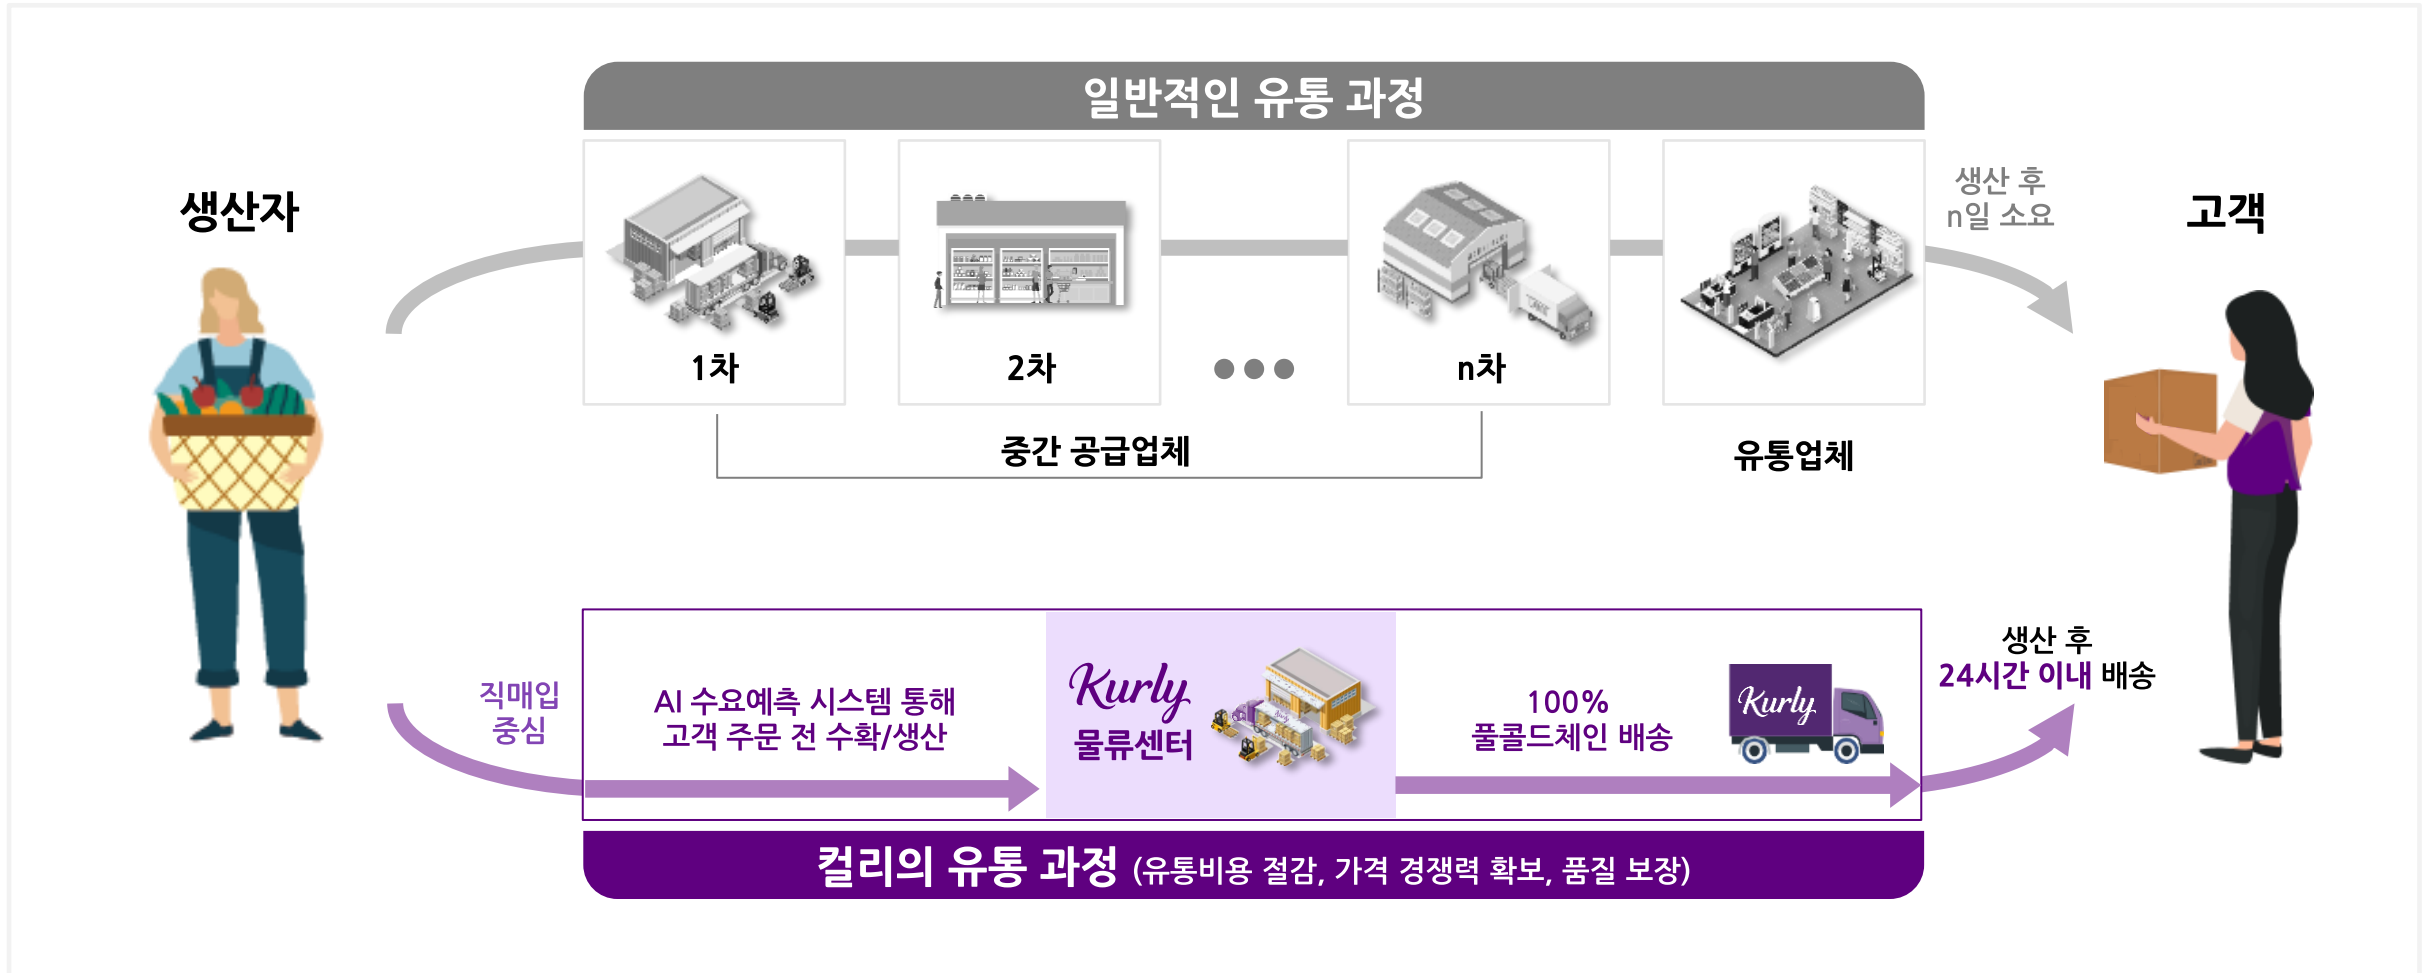 일반적인 유통 과정
생산자
1차
2차
n차
중간 공급업체
유통업체
생산 후
n일 소요
고객
직매입
중심
AI 수요예측 시스템 통해
고객 주문 전 수확/생산
Kurly
물류센터
100%
풀콜드체인 배송
Kurly
생산 후
24시간 이내 배송
컬리의 유통 과정 (유통비용 절감, 가격 경쟁력 확보, 품질 보장)